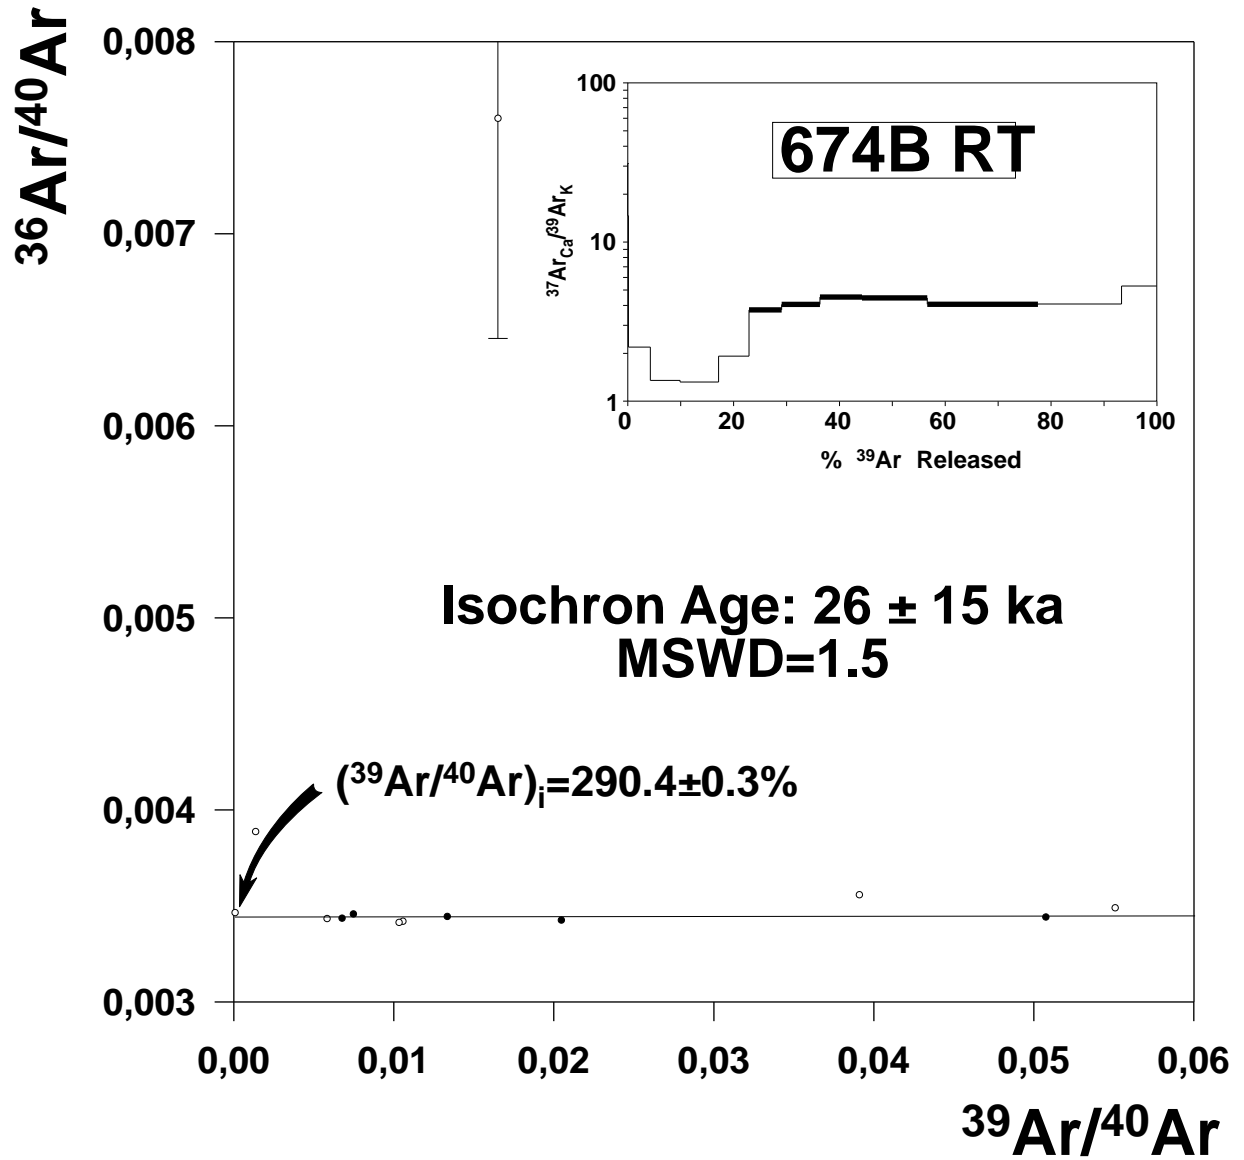 ³⁶Ar/⁴⁰Ar
0,008
0,007
0,006
0,005
0,004
0,003
0,00 0,01 0,02 0,03 0,04 0,05 0,06
³⁹Ar/⁴⁰Ar
674B RT
³⁷Ar_Ca/³⁹Ar_K
100
10
1
0 20 40 60 80 100
% ³⁹Ar Released
Isochron Age: 26 ± 15 ka
MSWD=1.5
(³⁹Ar/⁴⁰Ar)ᵢ=290.4±0.3%